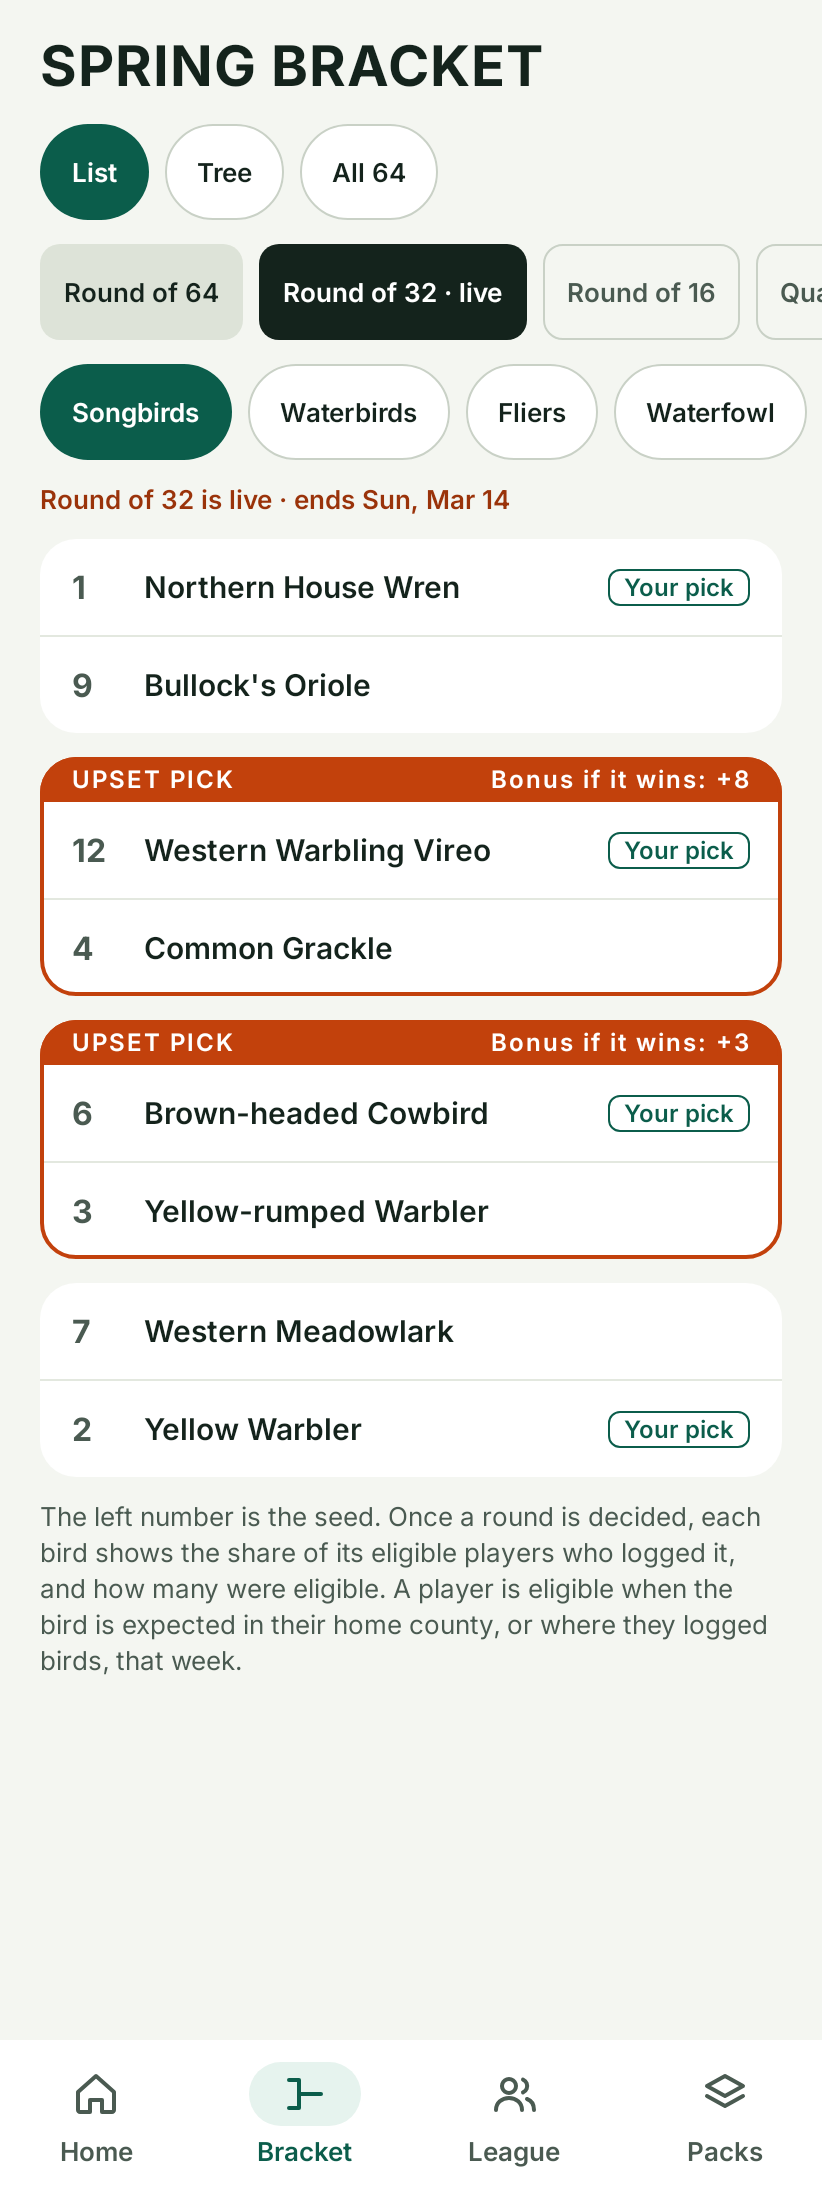 SPRING BRACKET
List Tree All 64
Round of 64 Round of 32 · live Round of 16
Songbirds Waterbirds Fliers Waterfowl
Round of 32 is live · ends Sun, Mar 14
1 Northern House Wren Your pick
9 Bullock's Oriole
UPSET PICK Bonus if it wins: +8
12 Western Warbling Vireo Your pick
4 Common Grackle
UPSET PICK Bonus if it wins: +3
6 Brown-headed Cowbird Your pick
3 Yellow-rumped Warbler
7 Western Meadowlark
2 Yellow Warbler Your pick
The left number is the seed. Once a round is decided, each
bird shows the share of its eligible players who logged it,
and how many were eligible. A player is eligible when the
bird is expected in their home county, or where they logged
birds, that week.
Home Bracket League Packs